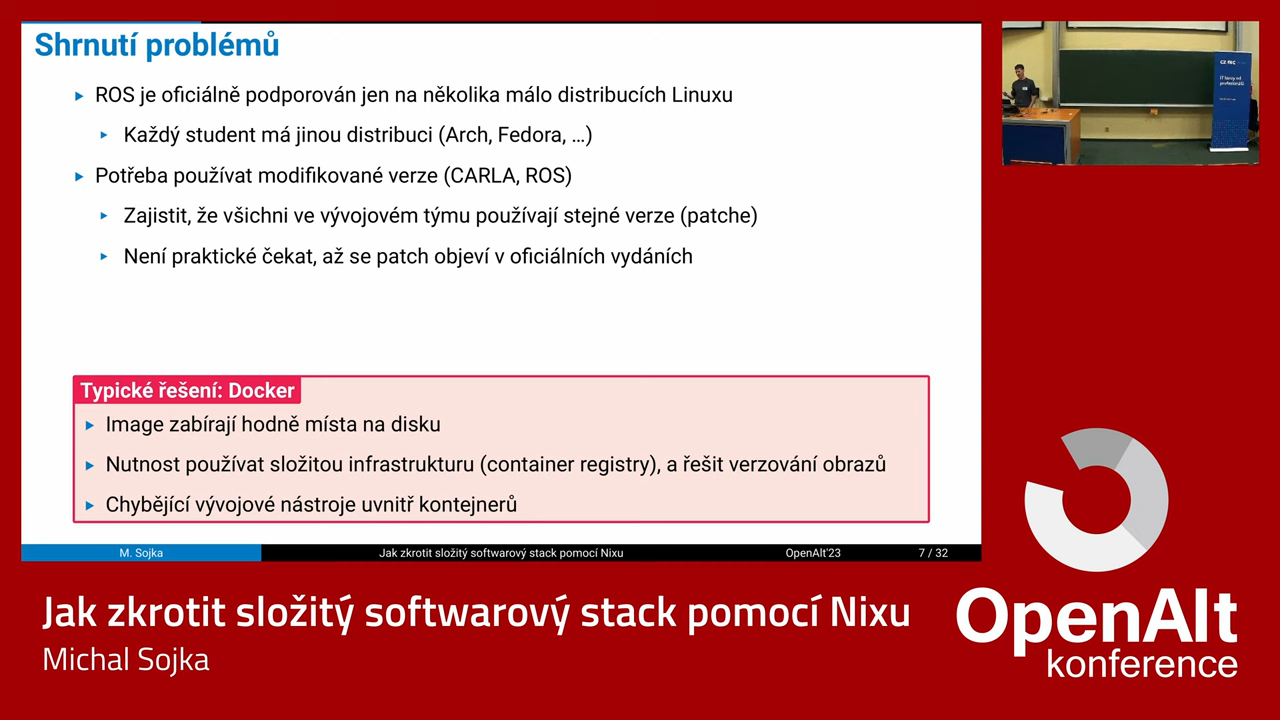 Shrnutí problémů
ROS je oficiálně podporován jen na několika málo distribucích Linuxu
Každý student má jinou distribuci (Arch, Fedora, …)
Potřeba používat modifikované verze (CARLA, ROS)
Zajistit, že všichni ve vývojovém týmu používají stejné verze (patche)
Není praktické čekat, až se patch objeví v oficiálních vydáních
Typické řešení: Docker
Image zabírají hodně místa na disku
Nutnost používat složitou infrastrukturu (container registry), a řešit verzování obrazů
Chybějící vývojové nástroje uvnitř kontejnerů
M. Sojka
Jak zkrotit složitý softwarový stack pomocí Nixu
OpenAlt'23
7 / 32
Jak zkrotit složitý softwarový stack pomocí Nixu
Michal Sojka
OpenAlt
konference